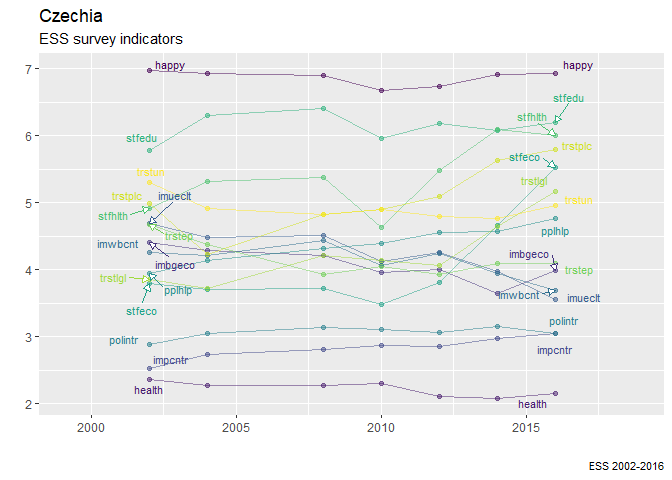 Czechia
ESS survey indicators
7
happy
happy
stfedu
stfhlth
6
stfedu
stfeco
trstplc
trstun
trstlgl
trstplc
imueclt
trstun
5
stfhlth
pplhlp
trstep
imwbcnt
imbgeco
imbgeco
trstep
4
trstlgl
pplhlp
imwbcnt
imueclt
stfeco
polintr
polintr
3
impcntr
impcntr
health
health
2
2000
2005
2010
2015
ESS 2002-2016